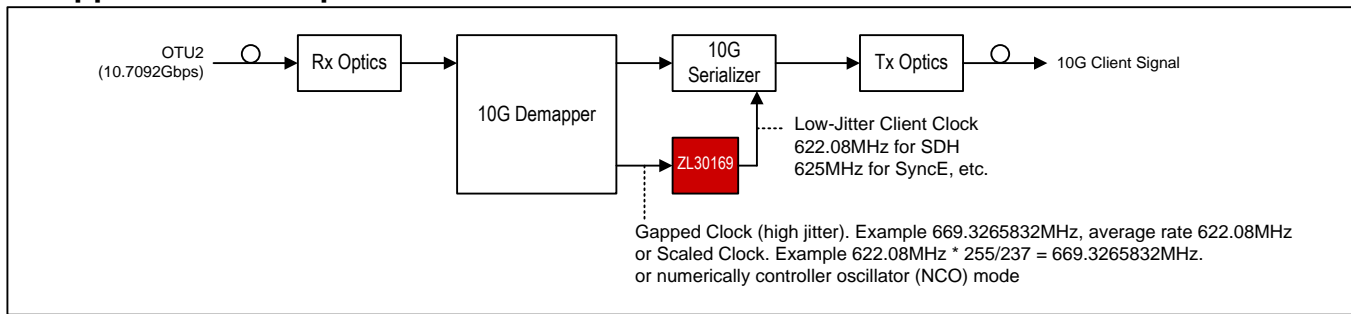 OTU2
(10.7092Gbps)
Rx Optics
10G Demapper
10G
Serializer
Tx Optics
10G Client Signal
ZL30169
Low-Jitter Client Clock
622.08MHz for SDH
625MHz for SyncE, etc.
Gapped Clock (high jitter). Example 669.3265832MHz, average rate 622.08MHz
or Scaled Clock. Example 622.08MHz * 255/237 = 669.3265832MHz.
or numerically controller oscillator (NCO) mode